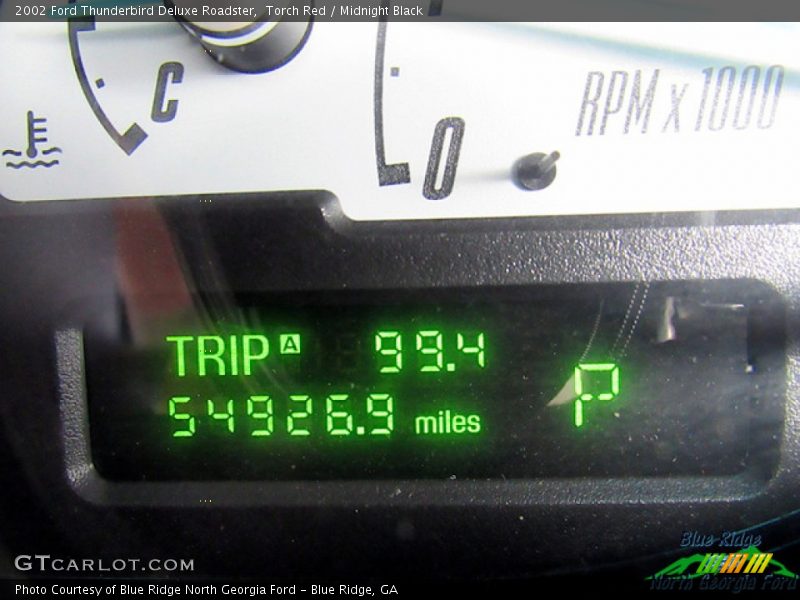 2002 Ford Thunderbird Deluxe Roadster, Torch Red / Midnight Black
C
RPM x 1000
0
TRIP A 99.4
P
54926.9 miles
Blue Ridge
North Georgia Ford
GTCARLOT.COM
Photo Courtesy of Blue Ridge North Georgia Ford – Blue Ridge, GA